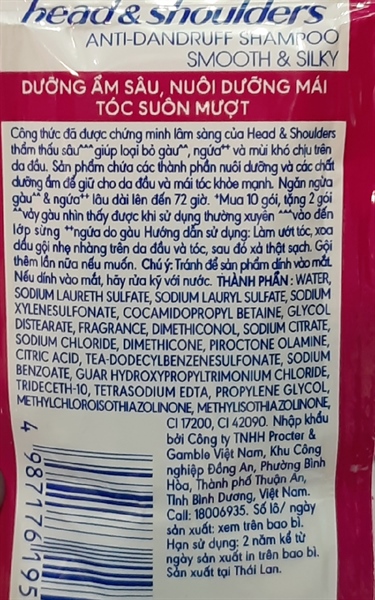 head & shoulders
ANTI-DANDRUFF SHAMPOO
SMOOTH & SILKY
DƯỠNG ẨM SÂU, NUÔI DƯỠNG MÁI
TÓC SUÔN MƯỢT
Công thức đã được chứng minh lâm sàng của Head & Shoulders
thẩm thấu sâu^^^giúp loại bỏ gàu^^, ngứa⁺⁺ và mùi khó chịu trên
da đầu. Sản phẩm chứa các thành phần nuôi dưỡng và các chất
dưỡng ẩm để giữ cho da đầu và mái tóc khỏe mạnh. Ngăn ngừa
gàu^^ & ngứa⁺⁺ lâu dài lên đến 72 giờ. *Mua 10 gói, tặng 2 gói
^^vảy gàu nhìn thấy được khi sử dụng thường xuyên ^^^vào đến
lớp sừng ⁺⁺ngứa do gàu Hướng dẫn sử dụng: Làm ướt tóc, xoa
dầu gội nhẹ nhàng trên da đầu và tóc, sau đó xả thật sạch. Gội
thêm lần nữa nếu muốn. Chú ý: Tránh để sản phẩm dính vào mắt.
Nếu dính vào mắt, hãy rửa kỹ với nước. THÀNH PHẦN: WATER,
SODIUM LAURETH SULFATE, SODIUM LAURYL SULFATE, SODIUM
XYLENESULFONATE, COCAMIDOPROPYL BETAINE, GLYCOL
DISTEARATE, FRAGRANCE, DIMETHICONOL, SODIUM CITRATE,
SODIUM CHLORIDE, DIMETHICONE, PIROCTONE OLAMINE,
CITRIC ACID, TEA-DODECYLBENZENESULFONATE, SODIUM
BENZOATE, GUAR HYDROXYPROPYLTRIMONIUM CHLORIDE,
TRIDECETH-10, TETRASODIUM EDTA, PROPYLENE GLYCOL,
METHYLCHLOROISOTHIAZOLINONE, METHYLISOTHIAZOLINONE,
CI 17200, CI 42090. Nhập khẩu
bởi Công ty TNHH Procter &
Gamble Việt Nam, Khu Công
nghiệp Đồng An, Phường Bình
Hòa, Thành phố Thuận An,
Tỉnh Bình Dương, Việt Nam.
Call: 18006935. Số lô/ ngày
sản xuất: xem trên bao bì.
Hạn sử dụng: 2 năm kể từ
ngày sản xuất in trên bao bì.
Sản xuất tại Thái Lan.
4 987176195